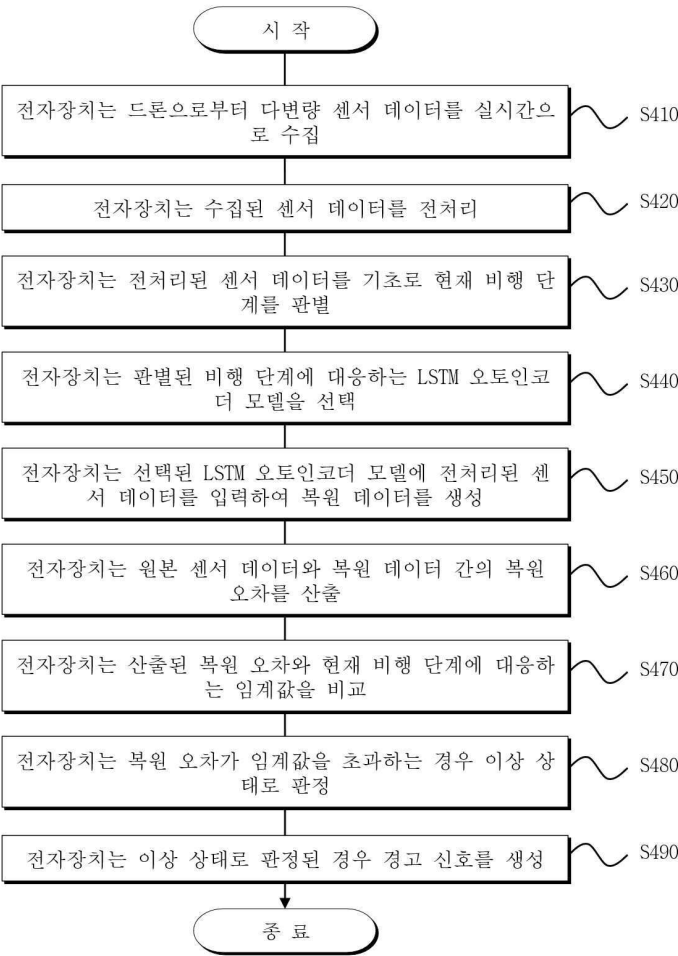 시 작
전자장치는 드론으로부터 다변량 센서 데이터를 실시간으
로 수집
S410
전자장치는 수집된 센서 데이터를 전처리
S420
전자장치는 전처리된 센서 데이터를 기초로 현재 비행 단
계를 판별
S430
전자장치는 판별된 비행 단계에 대응하는 LSTM 오토인코
더 모델을 선택
S440
전자장치는 선택된 LSTM 오토인코더 모델에 전처리된 센
서 데이터를 입력하여 복원 데이터를 생성
S450
전자장치는 원본 센서 데이터와 복원 데이터 간의 복원
오차를 산출
S460
전자장치는 산출된 복원 오차와 현재 비행 단계에 대응하
는 임계값을 비교
S470
전자장치는 복원 오차가 임계값을 초과하는 경우 이상 상
태로 판정
S480
전자장치는 이상 상태로 판정된 경우 경고 신호를 생성
S490
종 료